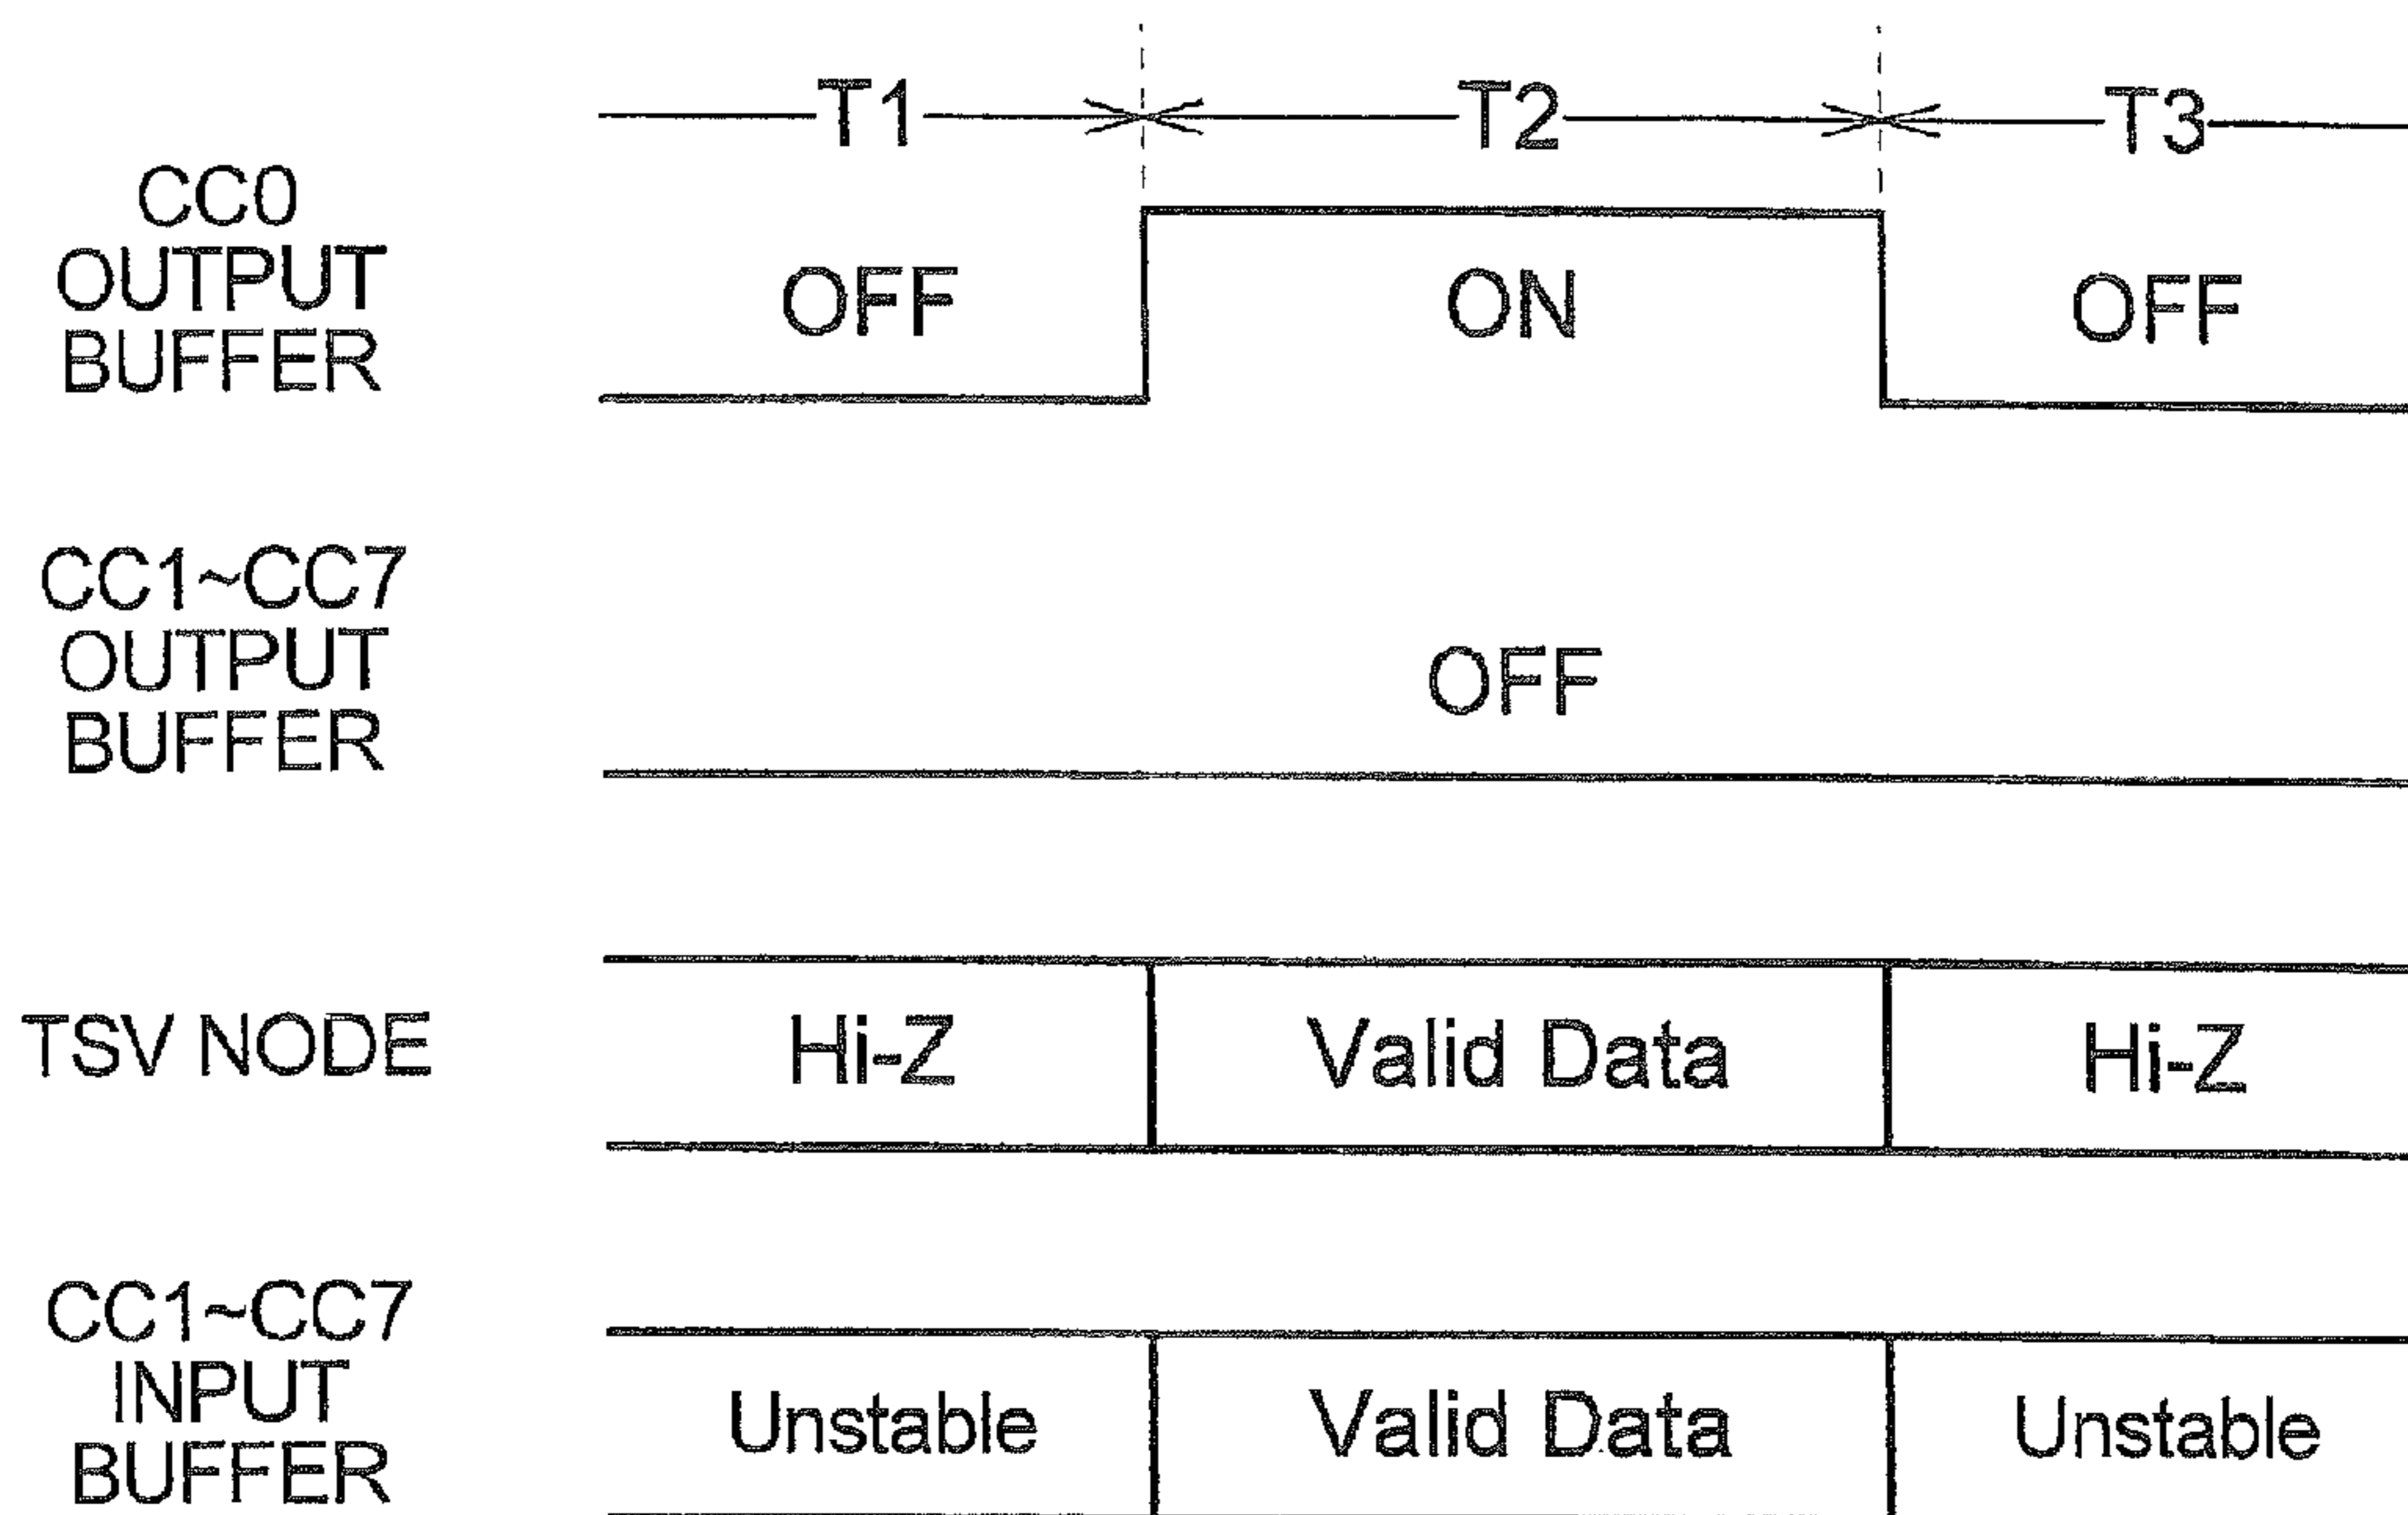 T1 T2 T3
CC0
OUTPUT
BUFFER
OFF ON OFF
CC1~CC7
OUTPUT
BUFFER
OFF
TSV NODE
Hi-Z Valid Data Hi-Z
CC1~CC7
INPUT
BUFFER
Unstable Valid Data Unstable